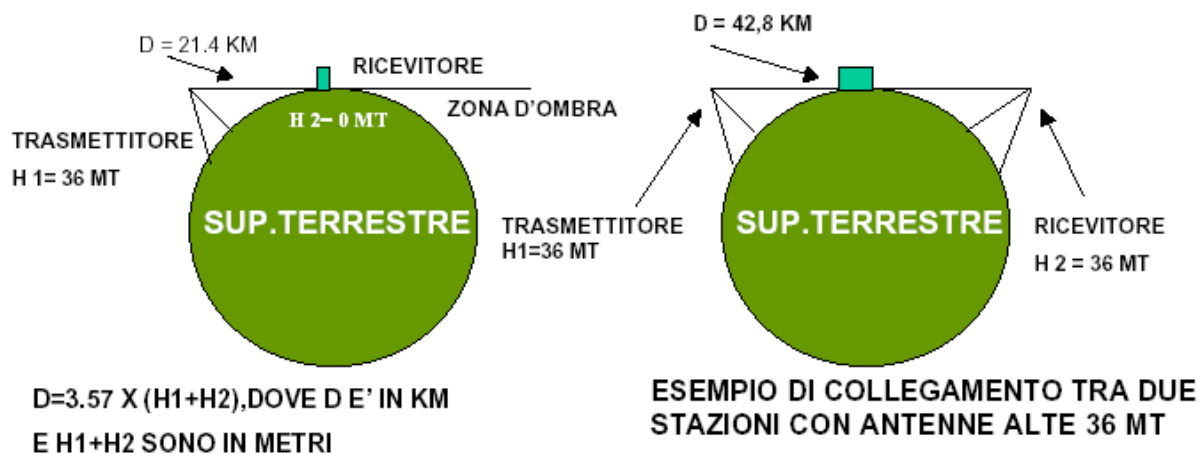 D = 21.4 KM
RICEVITORE
ZONA D'OMBRA
H 2= 0 MT
TRASMETTITORE
H 1= 36 MT
SUP.TERRESTRE
D=3.57 X (H1+H2),DOVE D E' IN KM
E H1+H2 SONO IN METRI
D = 42,8 KM
SUP.TERRESTRE
TRASMETTITORE
H1=36 MT
RICEVITORE
H 2 = 36 MT
ESEMPIO DI COLLEGAMENTO TRA DUE
STAZIONI CON ANTENNE ALTE 36 MT